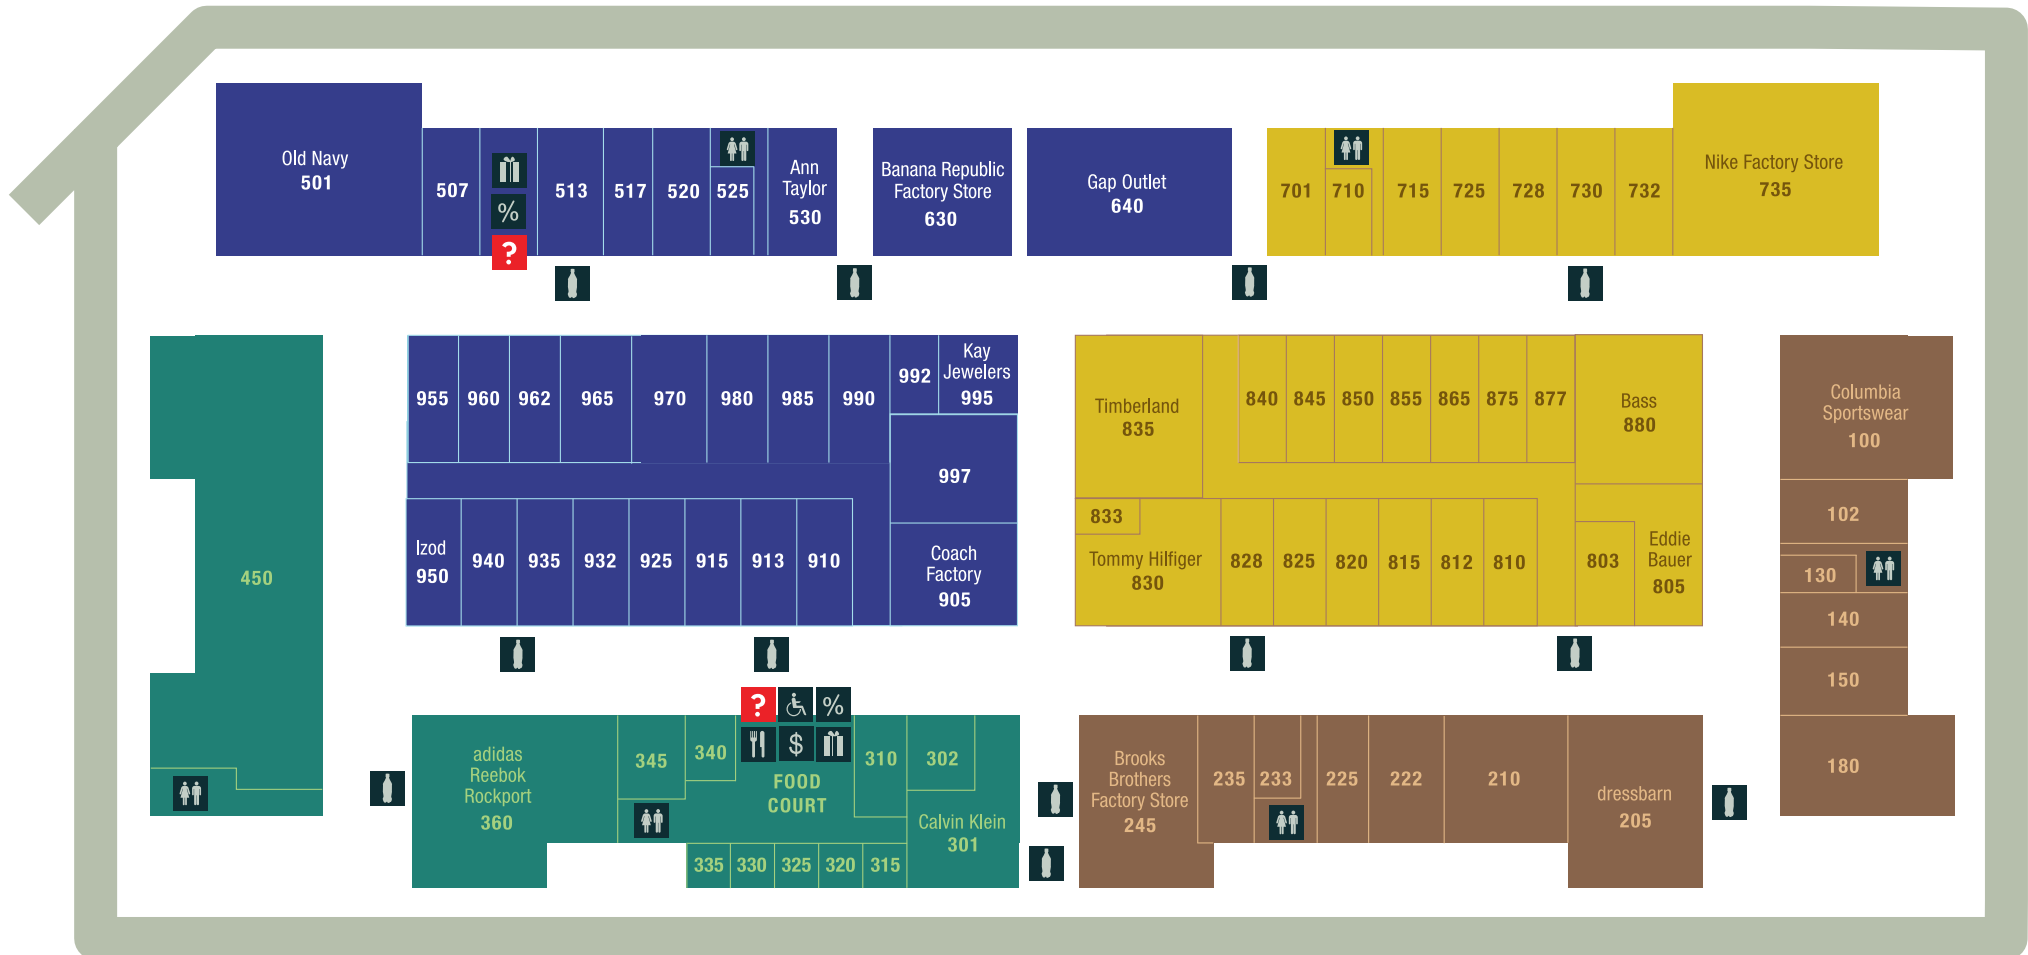 Old Navy
501
507
%
?
513
517
520
525
Ann
Taylor
530
Banana Republic
Factory Store
630
Gap Outlet
640
701
710
715
725
728
730
732
Nike Factory Store
735
955
960
962
965
970
980
985
990
992
Kay
Jewelers
995
997
Izod
950
940
935
932
925
915
913
910
Coach
Factory
905
Timberland
835
840
845
850
855
865
875
877
Bass
880
833
Tommy Hilfiger
830
828
825
820
815
812
810
803
Eddie
Bauer
805
Columbia
Sportswear
100
102
130
140
150
180
450
adidas
Reebok
Rockport
360
345
340
?
%
$
FOOD
COURT
310
302
Calvin Klein
301
335
330
325
320
315
Brooks
Brothers
Factory Store
245
235
233
225
222
210
dressbarn
205